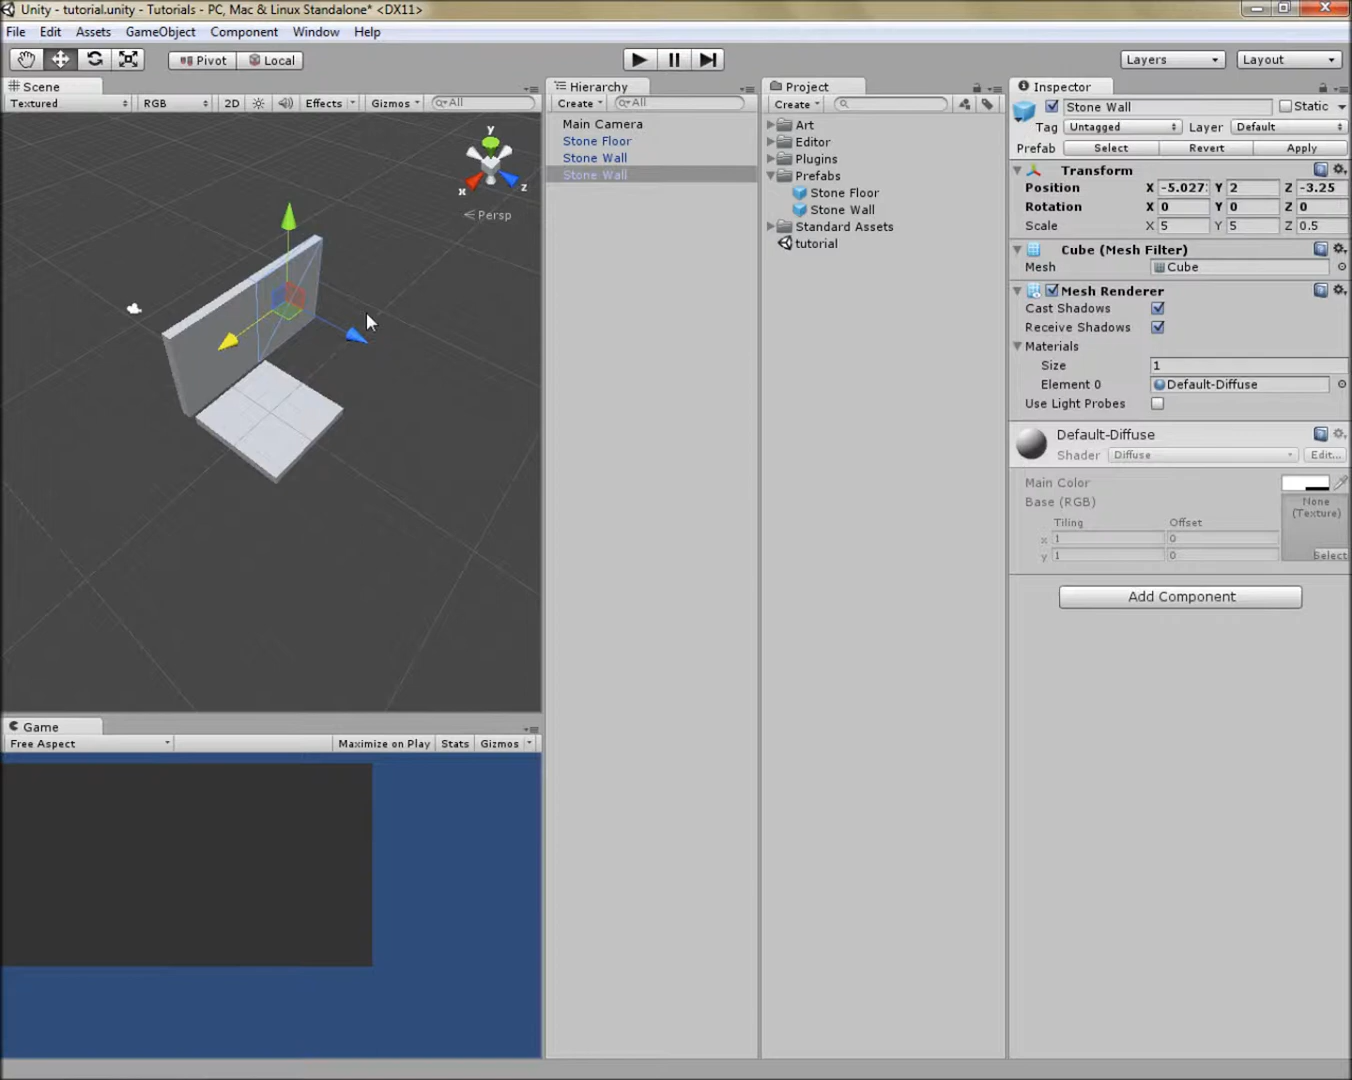 Unity - tutorial.unity - Tutorials - PC, Mac & Linux Standalone* <DX11>
File Edit Assets GameObject Component Window Help
Pivot Local Layers Layout
Scene Hierarchy Project Inspector
Textured RGB 2D Effects Gizmos All
Create All
Create
y
x
z
Persp
Main Camera
Stone Floor
Stone Wall
Stone Wall
Art
Editor
Plugins
Prefabs
Stone Floor
Stone Wall
Standard Assets
tutorial
Stone Wall Static
Tag Untagged Layer Default
Prefab Select Revert Apply
Transform
Position X -5.027 Y 2 Z -3.25
Rotation X 0 Y 0 Z 0
Scale X 5 Y 5 Z 0.5
Cube (Mesh Filter)
Mesh Cube
Mesh Renderer
Cast Shadows
Receive Shadows
Materials
Size 1
Element 0 Default-Diffuse
Use Light Probes
Default-Diffuse
Shader Diffuse Edit...
Main Color
Base (RGB) None (Texture)
Tiling Offset
x 1 0
y 1 0 Select
Add Component
Game
Free Aspect Maximize on Play Stats Gizmos